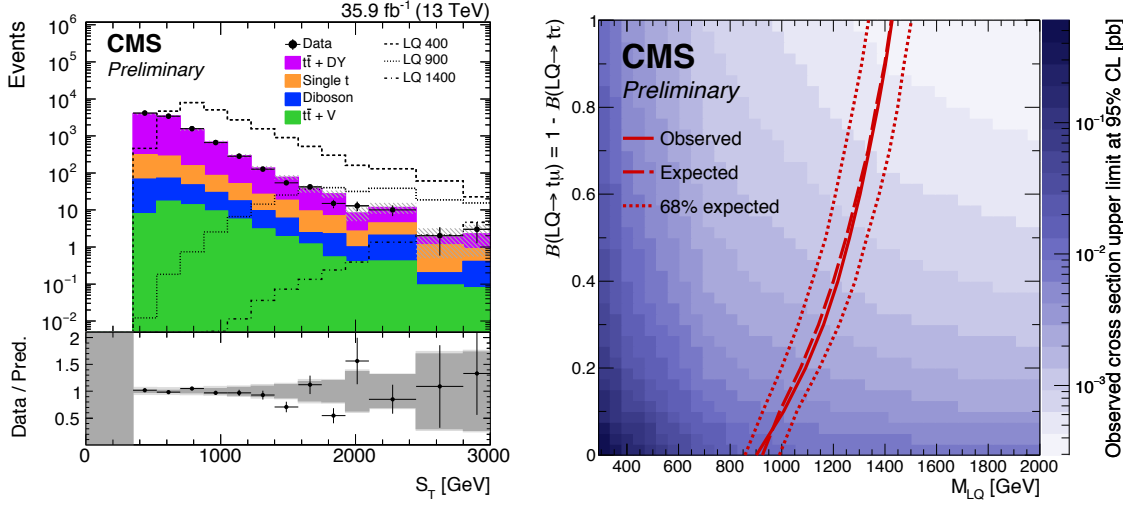 35.9 fb⁻¹ (13 TeV)
Events
10⁶
10⁵
10⁴
10³
10²
10
1
10⁻¹
10⁻²
CMS
Preliminary
Data
tt̄ + DY
Single t
Diboson
tt̄ + V
LQ 400
LQ 900
LQ 1400
Data / Pred.
2
1.5
1
0.5
0 1000 2000 3000
S_T [GeV]
B(LQ→ tμ) = 1 - B(LQ→ tτ)
1
0.8
0.6
0.4
0.2
0
CMS
Preliminary
Observed
Expected
68% expected
400 600 800 1000 1200 1400 1600 1800 2000
M_LQ [GeV]
10⁻¹
10⁻²
10⁻³
Observed cross section upper limit at 95% CL [pb]